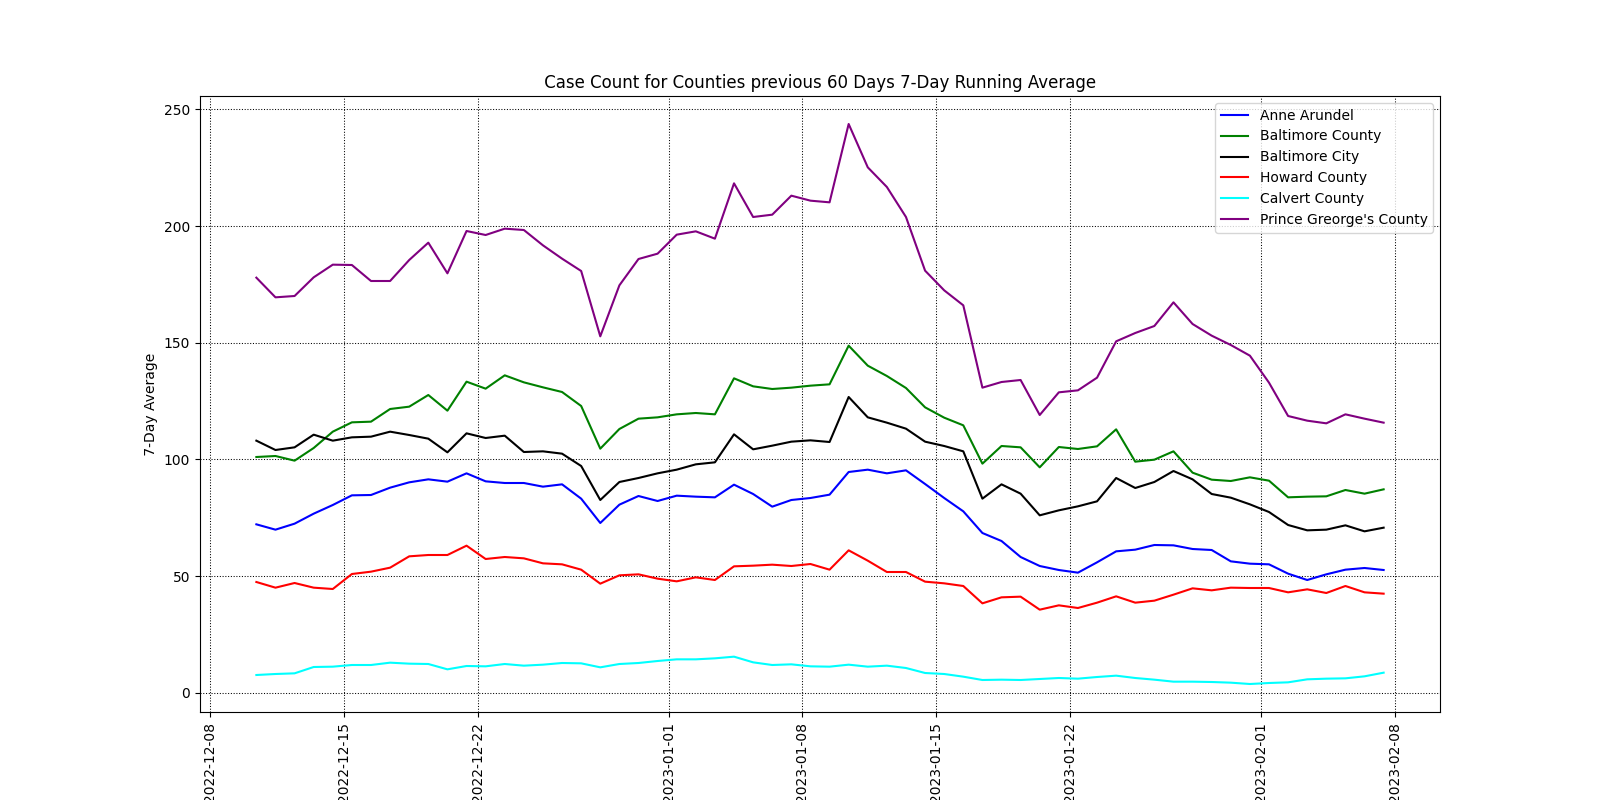 Case Count for Counties previous 60 Days 7-Day Running Average
250
200
150
100
50
0
7-Day Average
Anne Arundel
Baltimore County
Baltimore City
Howard County
Calvert County
Prince Greorge's County
2022-12-08
2022-12-15
2022-12-22
2023-01-01
2023-01-08
2023-01-15
2023-01-22
2023-02-01
2023-02-08